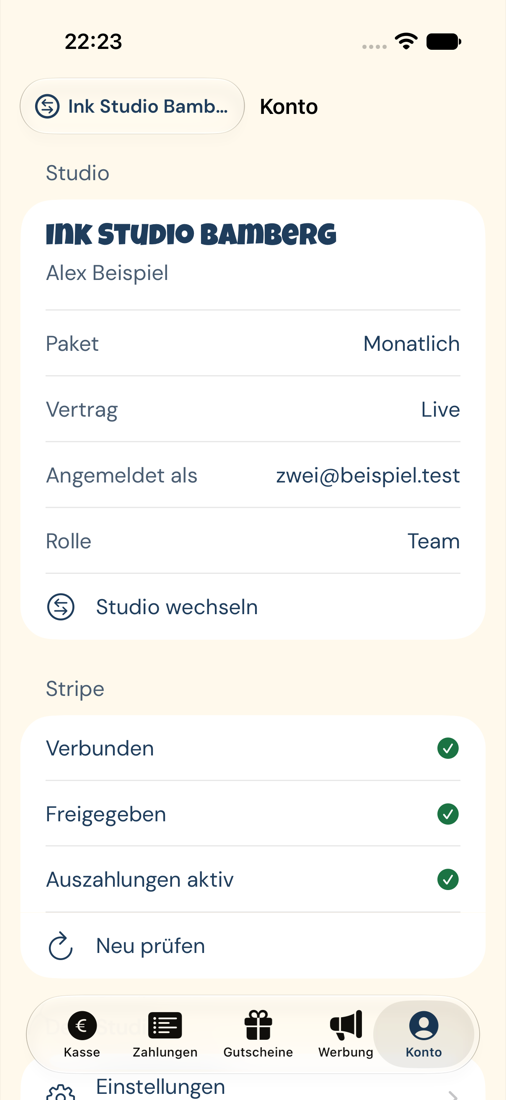 22:23
Ink Studio Bamb...
Konto
Studio
Ink Studio Bamberg
Alex Beispiel
Paket Monatlich
Vertrag Live
Angemeldet als zwei@beispiel.test
Rolle Team
Studio wechseln
Stripe
Verbunden
Freigegeben
Auszahlungen aktiv
Neu prüfen
Kasse Zahlungen Gutscheine Werbung Konto
Einstellungen